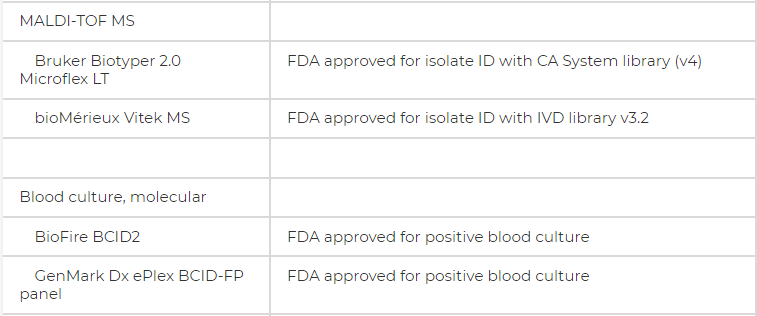 MALDI-TOF MS
Bruker Biotyper 2.0
Microflex LT
FDA approved for isolate ID with CA System library (v4)
bioMérieux Vitek MS
FDA approved for isolate ID with IVD library v3.2
Blood culture, molecular
BioFire BCID2
FDA approved for positive blood culture
GenMark Dx ePlex BCID-FP
panel
FDA approved for positive blood culture